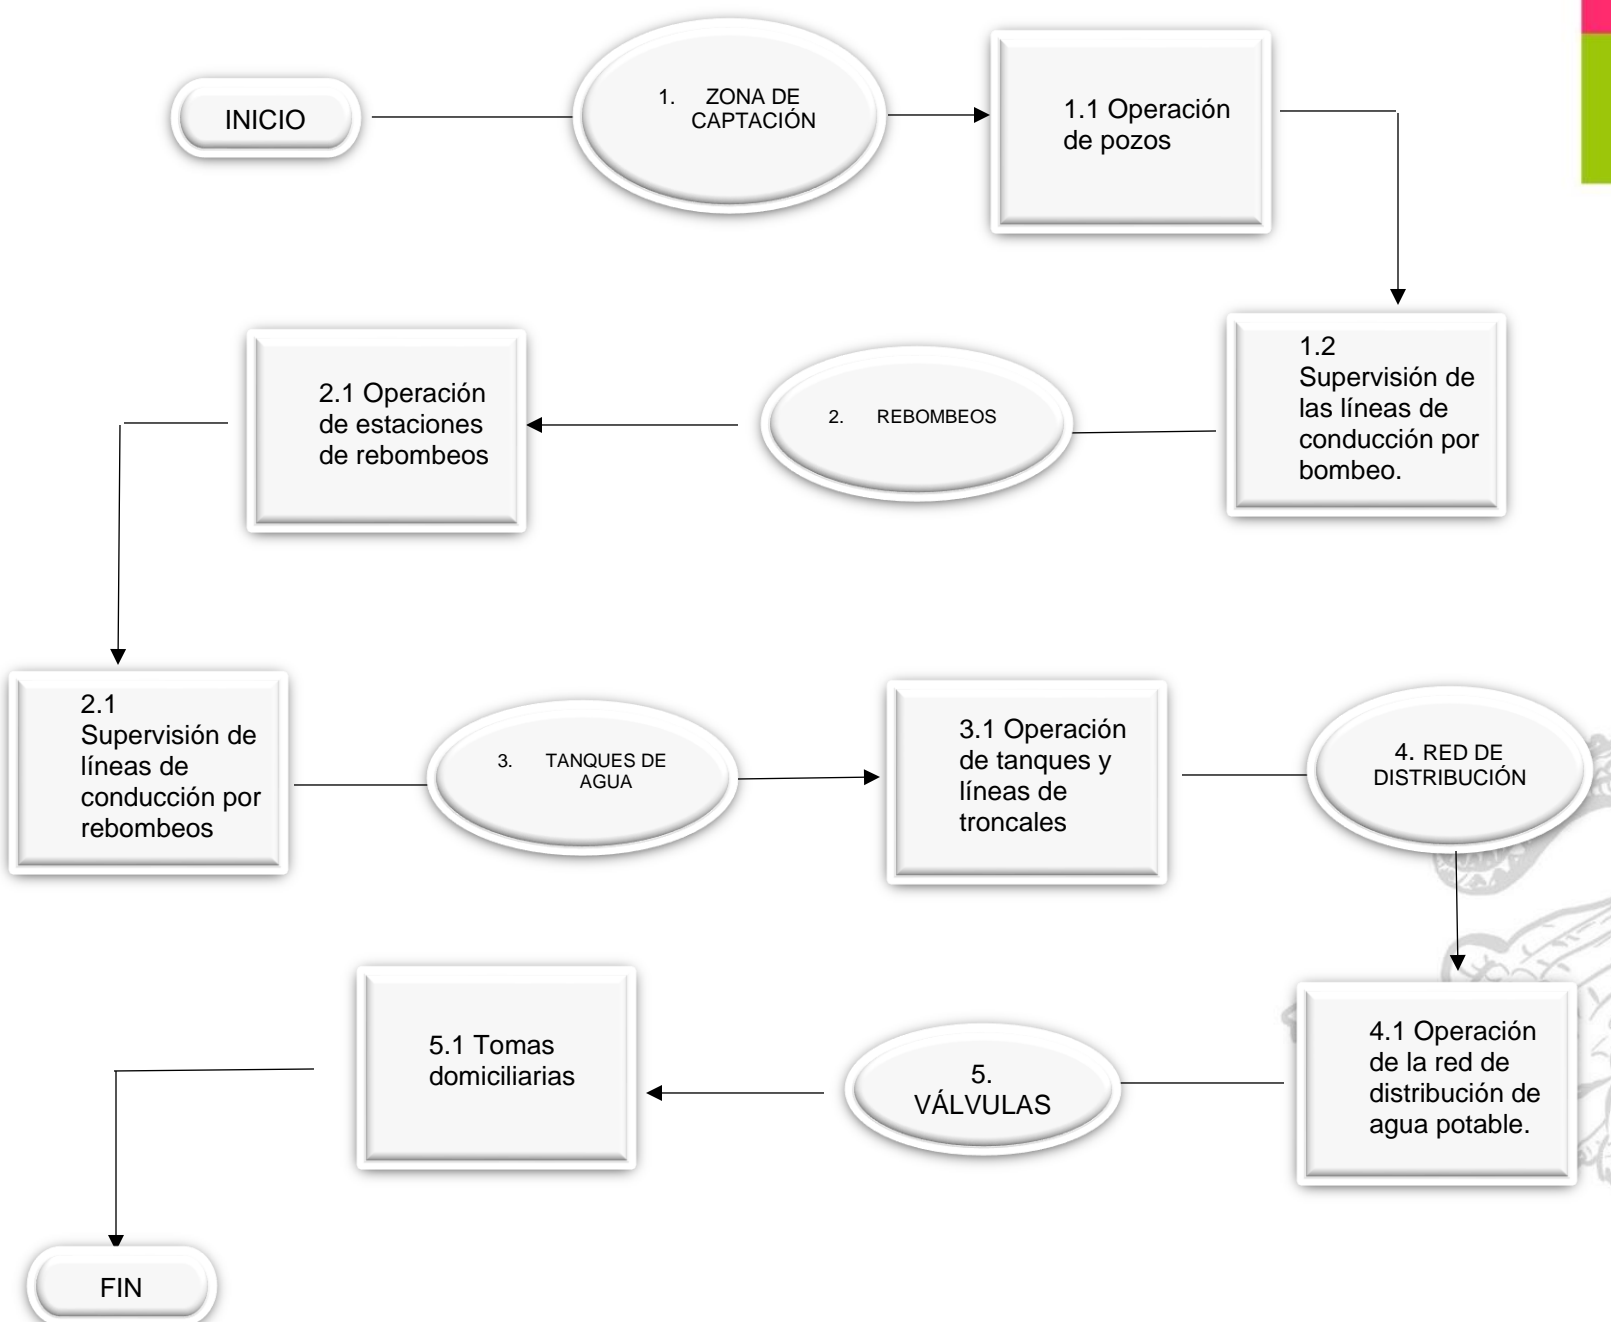 INICIO
1. ZONA DE
CAPTACIÓN
1.1 Operación
de pozos
1.2
Supervisión de
las líneas de
conducción por
bombeo.
2. REBOMBEOS
2.1 Operación
de estaciones
de rebombeos
2.1
Supervisión de
líneas de
conducción por
rebombeos
3. TANQUES DE
AGUA
3.1 Operación
de tanques y
líneas de
troncales
4. RED DE
DISTRIBUCIÓN
4.1 Operación
de la red de
distribución de
agua potable.
5.
VÁLVULAS
5.1 Tomas
domiciliarias
FIN